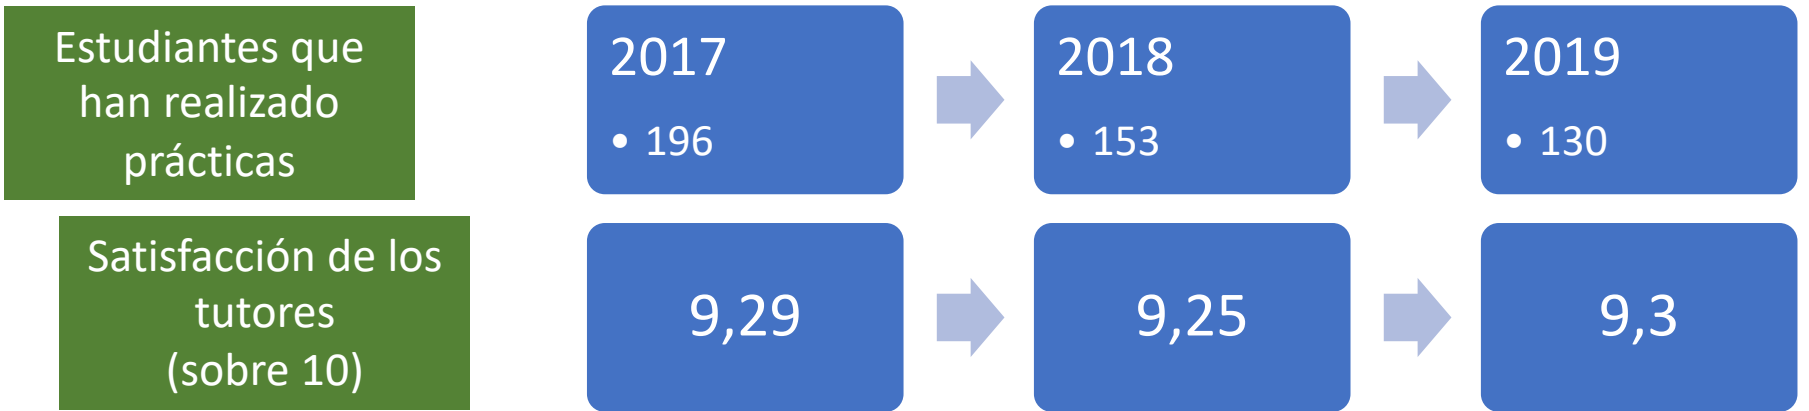 Estudiantes que
han realizado
prácticas
2017
• 196
2018
• 153
2019
• 130
Satisfacción de los
tutores
(sobre 10)
9,29
9,25
9,3